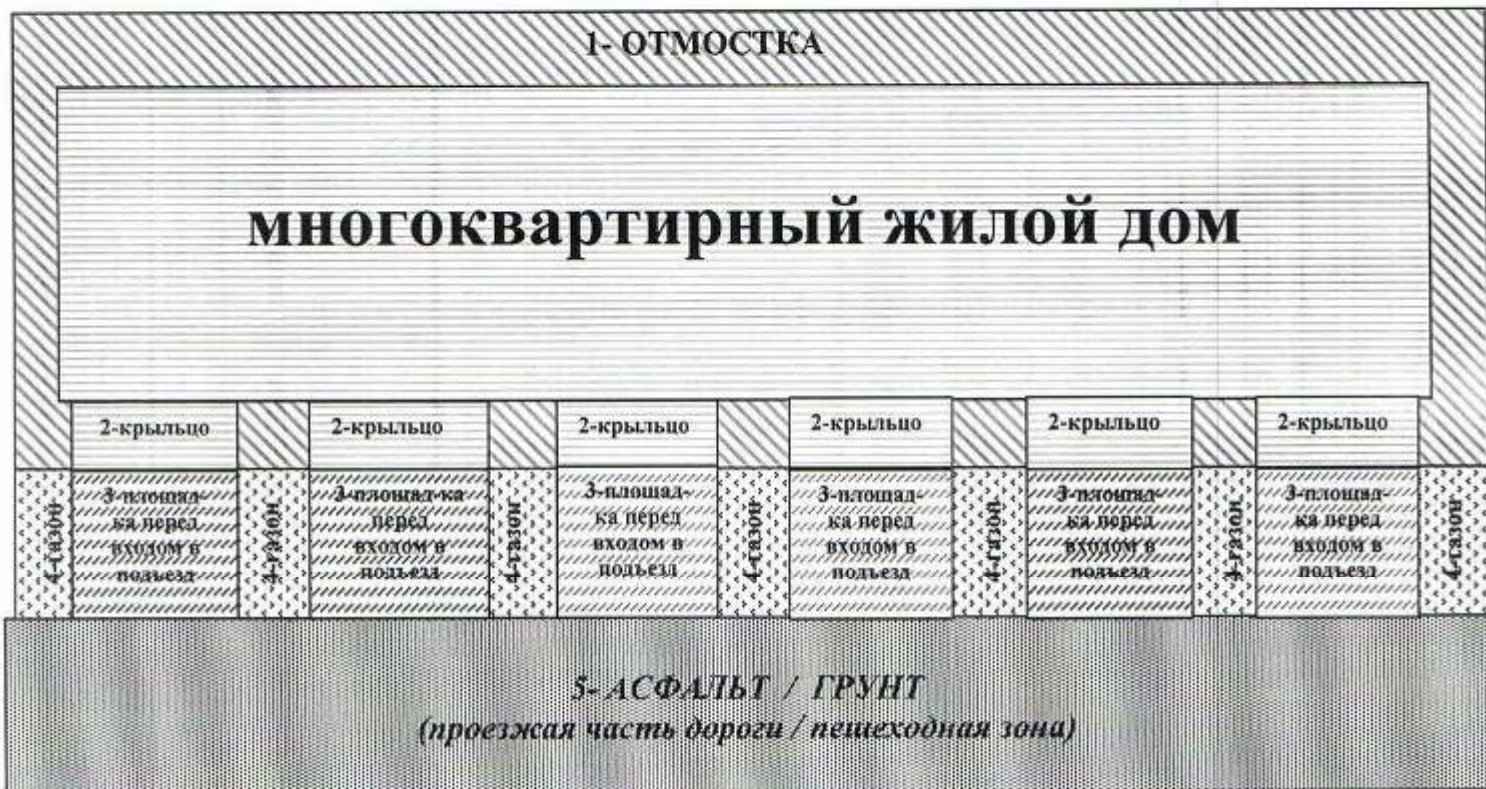 1- ОТМОСТКА
многоквартирный жилой дом
2-крыльцо
2-крыльцо
2-крыльцо
2-крыльцо
2-крыльцо
2-крыльцо
4-газон
3-площад-
ка перед
входом в
подъезд
4-газон
3-площад-ка
перед
входом в
подъезд
4-газон
3-площад-
ка перед
входом в
подъезд
4-газон
3-площад-
ка перед
входом в
подъезд
4-газон
3-площад-
ка перед
входом в
подъезд
4-газон
3-площад-
ка перед
входом в
подъезд
4-газон
5- АСФАЛЬТ / ГРУНТ
(проезжая часть дороги / пешеходная зона)